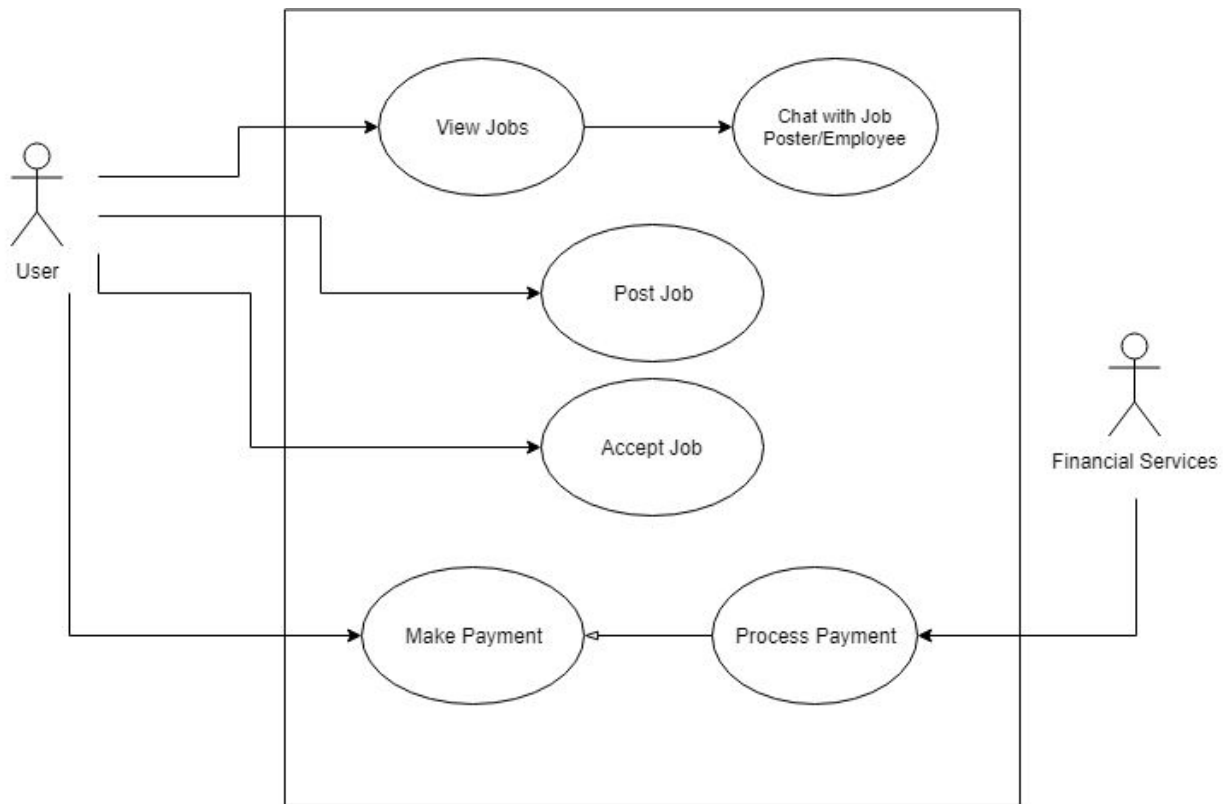 View Jobs
Chat with Job
Poster/Employee
User
Post Job
Accept Job
Financial Services
Make Payment
Process Payment